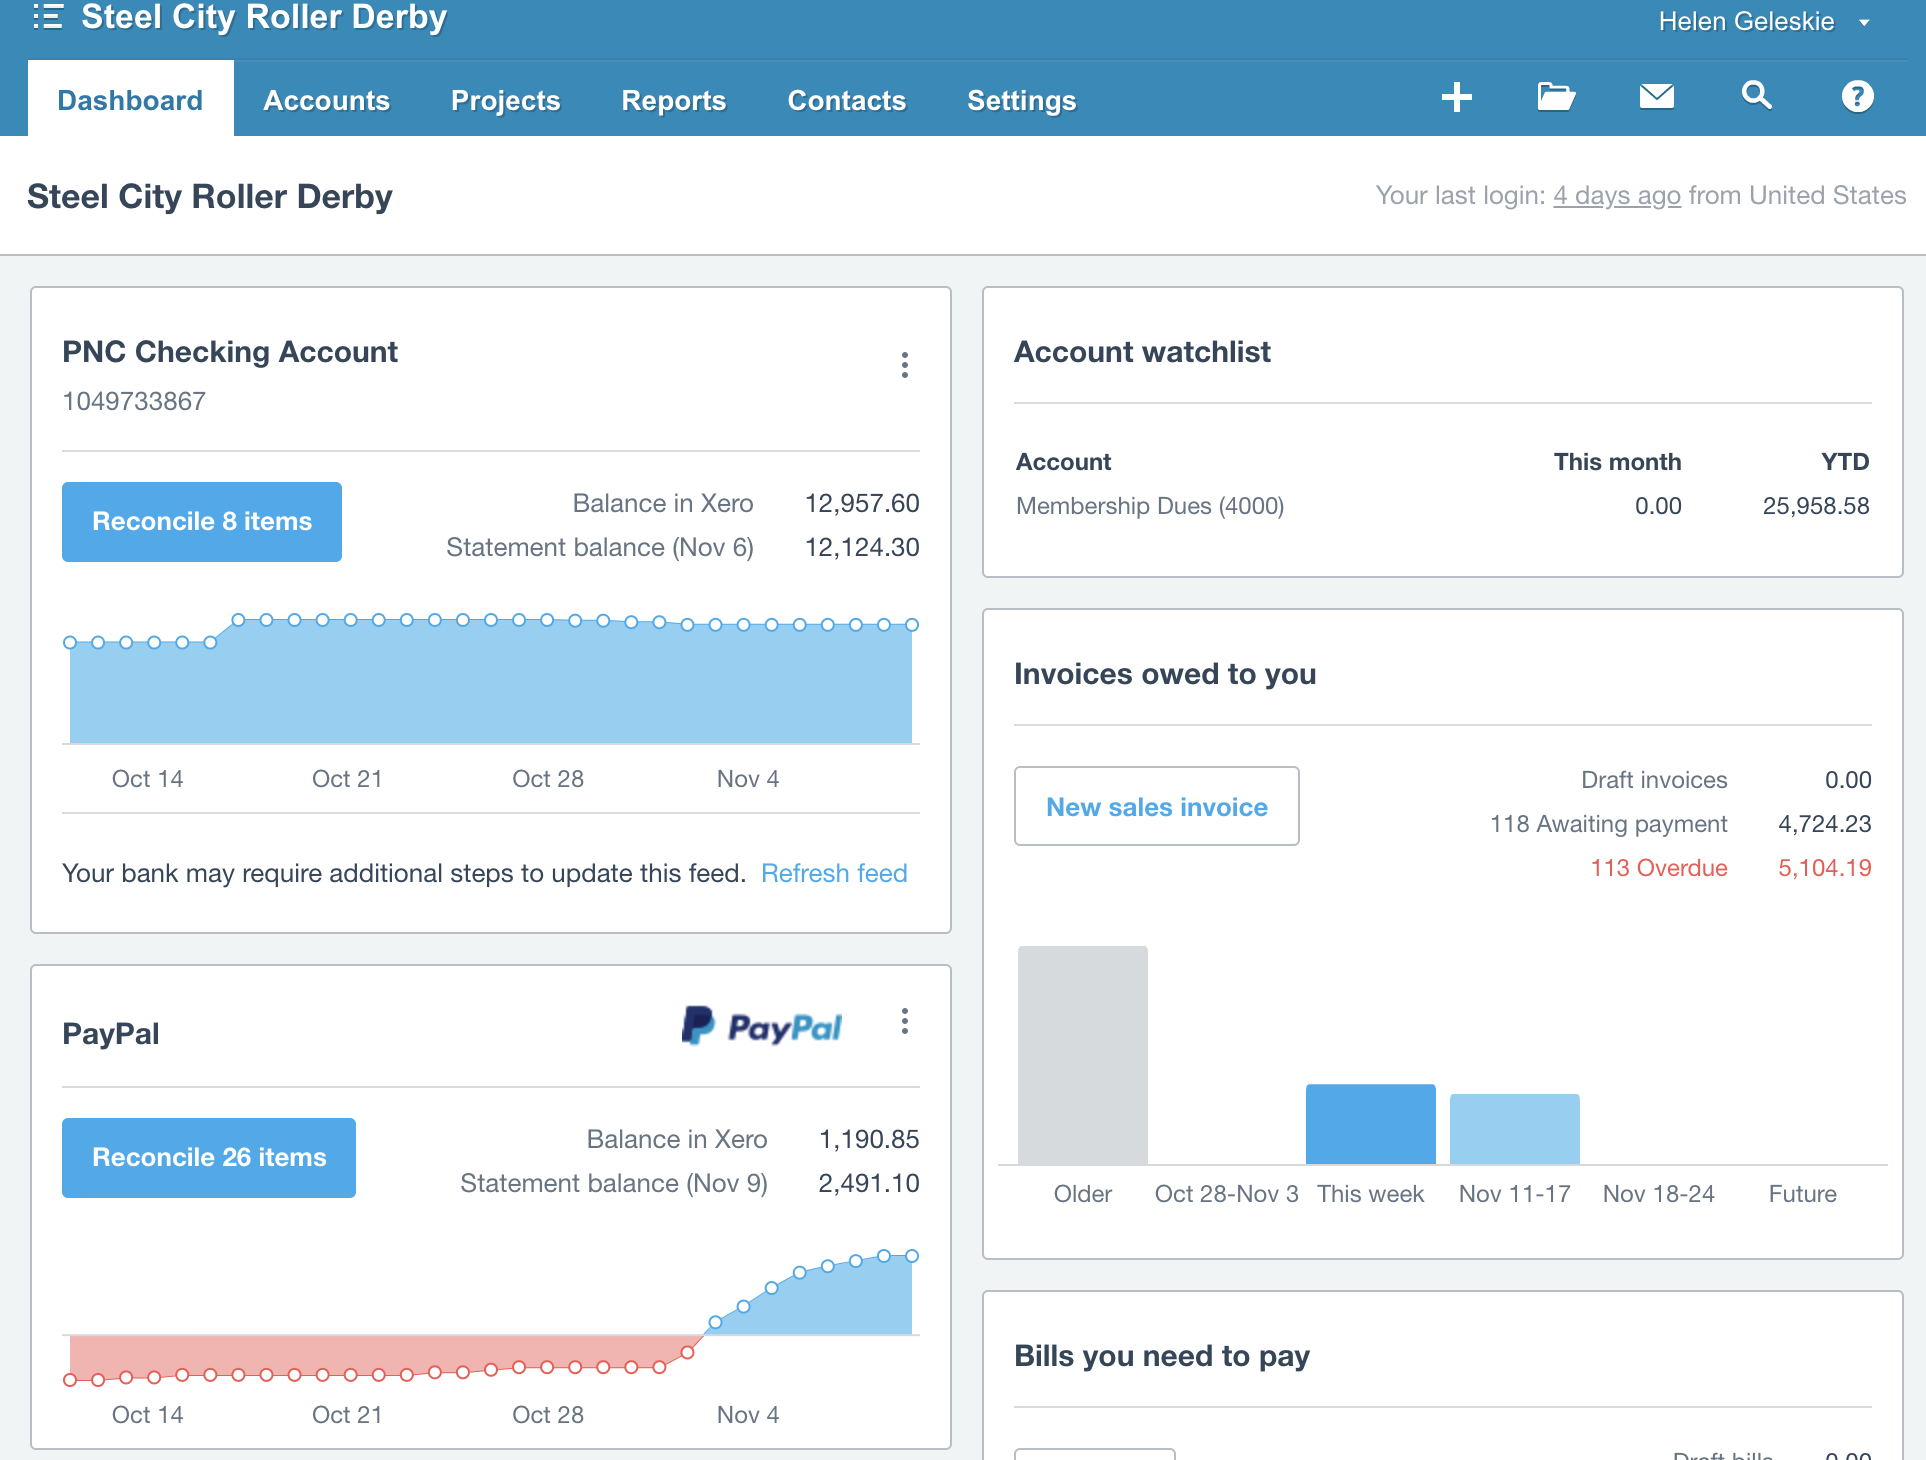 Steel City Roller Derby
Helen Geleskie
Dashboard Accounts Projects Reports Contacts Settings
Steel City Roller Derby
Your last login: 4 days ago from United States
PNC Checking Account
1049733867
Reconcile 8 items
Balance in Xero 12,957.60
Statement balance (Nov 6) 12,124.30
Oct 14 Oct 21 Oct 28 Nov 4
Your bank may require additional steps to update this feed. Refresh feed
PayPal
PayPal
Reconcile 26 items
Balance in Xero 1,190.85
Statement balance (Nov 9) 2,491.10
Oct 14 Oct 21 Oct 28 Nov 4
Account watchlist
Account This month YTD
Membership Dues (4000) 0.00 25,958.58
Invoices owed to you
New sales invoice
Draft invoices 0.00
118 Awaiting payment 4,724.23
113 Overdue 5,104.19
Older Oct 28-Nov 3 This week Nov 11-17 Nov 18-24 Future
Bills you need to pay
Draft bills 0.00